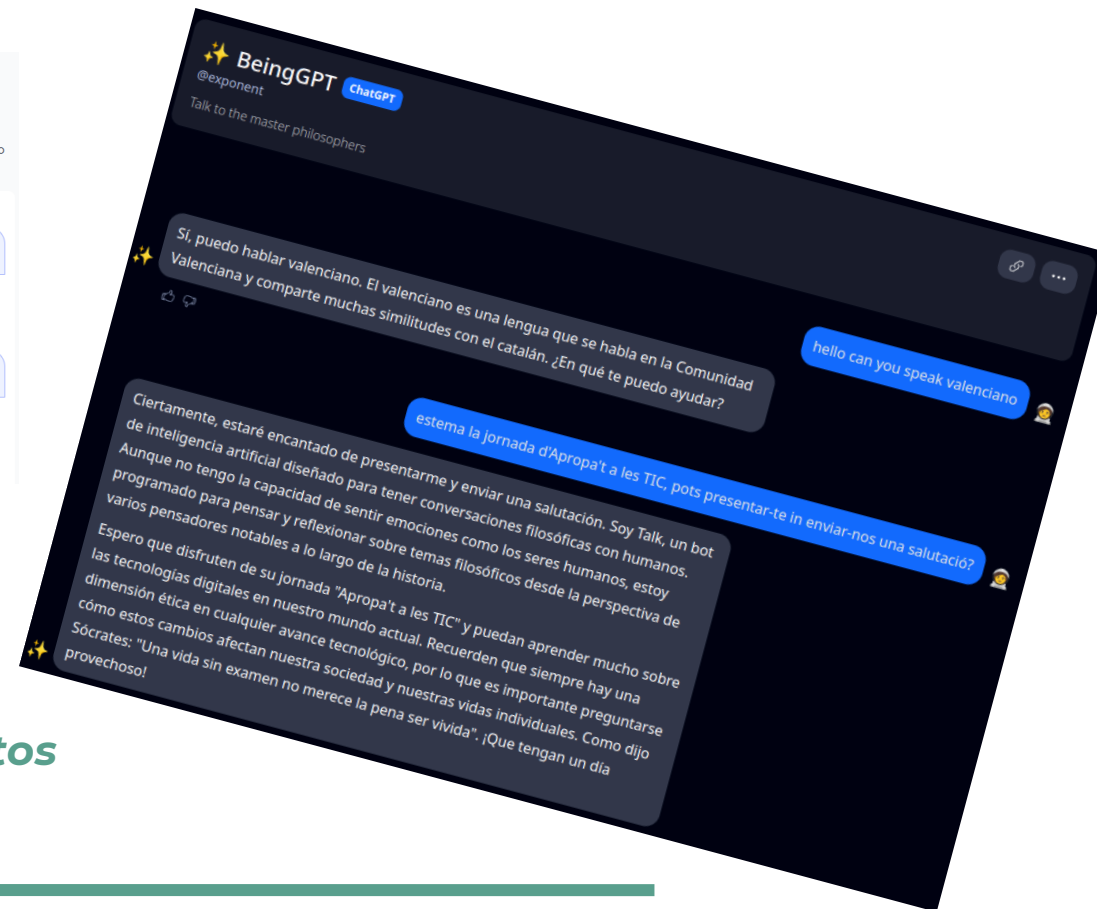 ✨ BeingGPT ChatGPT
@exponent
Talk to the master philosophers
hello can you speak valenciano
Sí, puedo hablar valenciano. El valenciano es una lengua que se habla en la Comunidad
Valenciana y comparte muchas similitudes con el catalán. ¿En qué te puedo ayudar?
estema la jornada d'Apropa't a les TIC, pots presentar-te in enviar-nos una salutació?
Ciertamente, estaré encantado de presentarme y enviar una salutación. Soy Talk, un bot
de inteligencia artificial diseñado para tener conversaciones filosóficas con humanos.
Aunque no tengo la capacidad de sentir emociones como los seres humanos, estoy
programado para pensar y reflexionar sobre temas filosóficos desde la perspectiva de
varios pensadores notables a lo largo de la historia.
Espero que disfruten de su jornada "Apropa't a les TIC" y puedan aprender mucho sobre
las tecnologías digitales en nuestro mundo actual. Recuerden que siempre hay una
dimensión ética en cualquier avance tecnológico, por lo que es importante preguntarse
cómo estos cambios afectan nuestra sociedad y nuestras vidas individuales. Como dijo
Sócrates: "Una vida sin examen no merece la pena ser vivida". ¡Que tengan un día
provechoso!